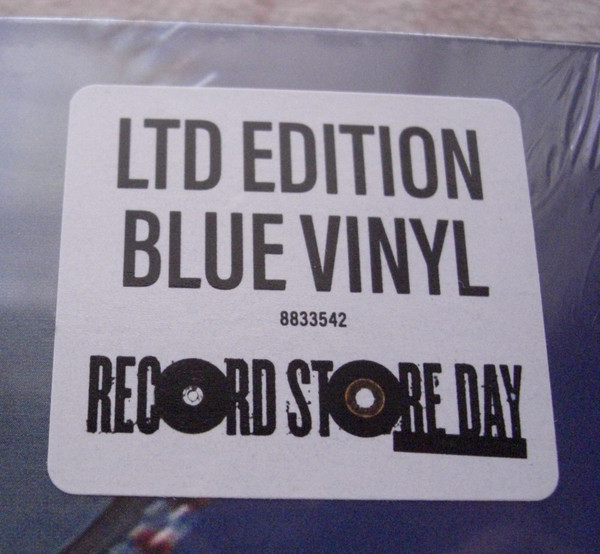 LTD EDITION
BLUE VINYL
8833542
RECORD STORE DAY